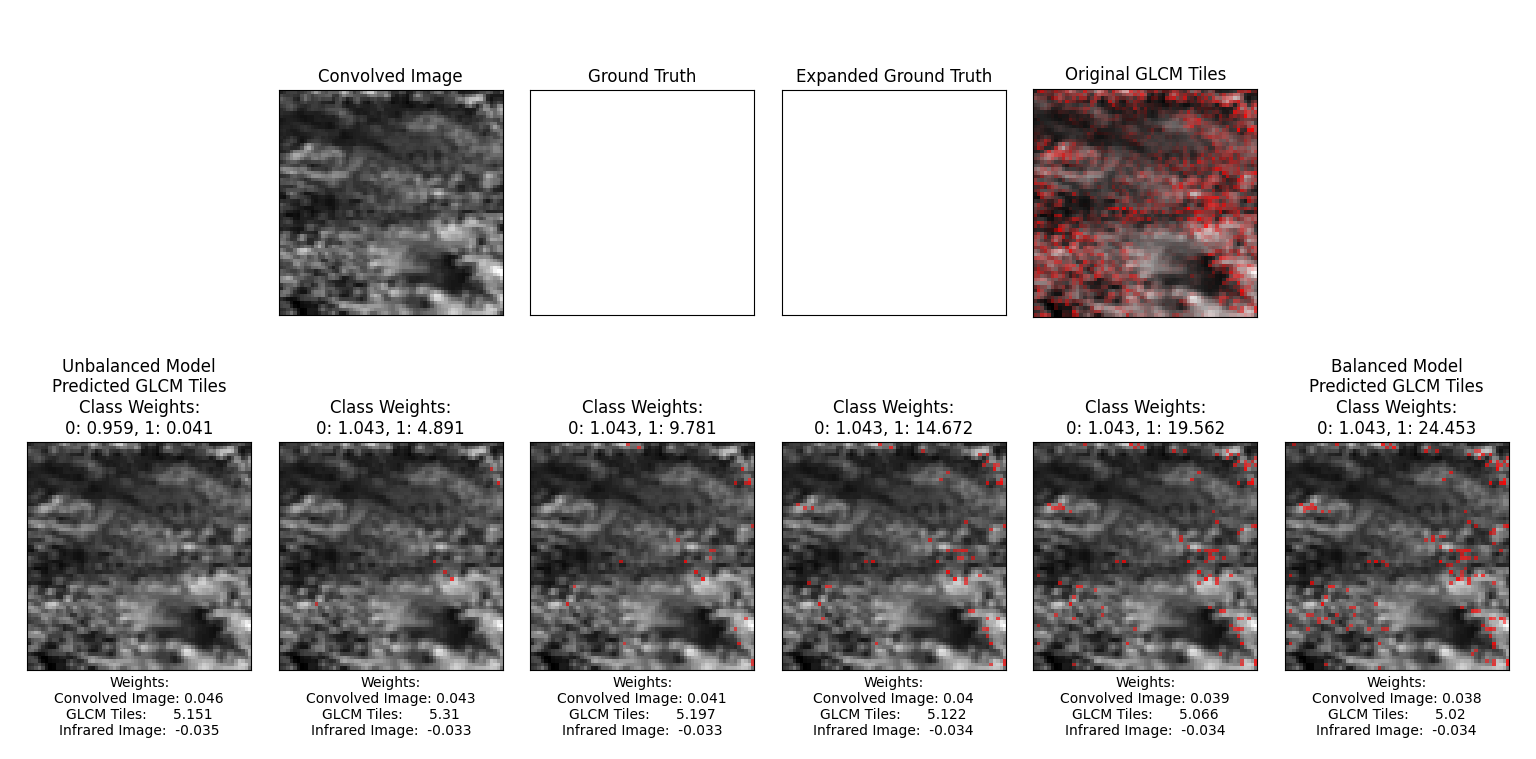 Convolved Image
Ground Truth
Expanded Ground Truth
Original GLCM Tiles
Unbalanced Model
Predicted GLCM Tiles
Class Weights:
0: 0.959, 1: 0.041
Class Weights:
0: 1.043, 1: 4.891
Class Weights:
0: 1.043, 1: 9.781
Class Weights:
0: 1.043, 1: 14.672
Class Weights:
0: 1.043, 1: 19.562
Balanced Model
Predicted GLCM Tiles
Class Weights:
0: 1.043, 1: 24.453
Weights:
Convolved Image: 0.046
GLCM Tiles: 5.151
Infrared Image: -0.035
Weights:
Convolved Image: 0.043
GLCM Tiles: 5.31
Infrared Image: -0.033
Weights:
Convolved Image: 0.041
GLCM Tiles: 5.197
Infrared Image: -0.033
Weights:
Convolved Image: 0.04
GLCM Tiles: 5.122
Infrared Image: -0.034
Weights:
Convolved Image: 0.039
GLCM Tiles: 5.066
Infrared Image: -0.034
Weights:
Convolved Image: 0.038
GLCM Tiles: 5.02
Infrared Image: -0.034